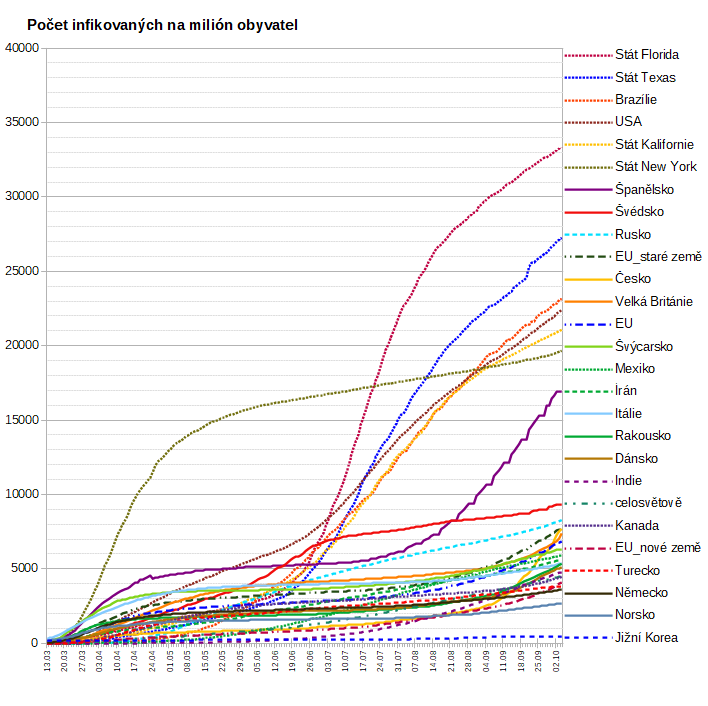 Počet infikovaných na milión obyvatel
40000
35000
30000
25000
20000
15000
10000
5000
0
13.03
20.03
27.03
03.04
10.04
17.04
24.04
01.05
08.05
15.05
22.05
29.05
05.06
12.06
19.06
26.06
03.07
10.07
17.07
24.07
31.07
07.08
14.08
21.08
28.08
04.09
11.09
18.09
25.09
02.10
Stát Florida
Stát Texas
Brazílie
USA
Stát Kalifornie
Stát New York
Španělsko
Švédsko
Rusko
EU_staré země
Česko
Velká Británie
EU
Švýcarsko
Mexiko
Írán
Itálie
Rakousko
Dánsko
Indie
celosvětově
Kanada
EU_nové země
Turecko
Německo
Norsko
Jižní Korea